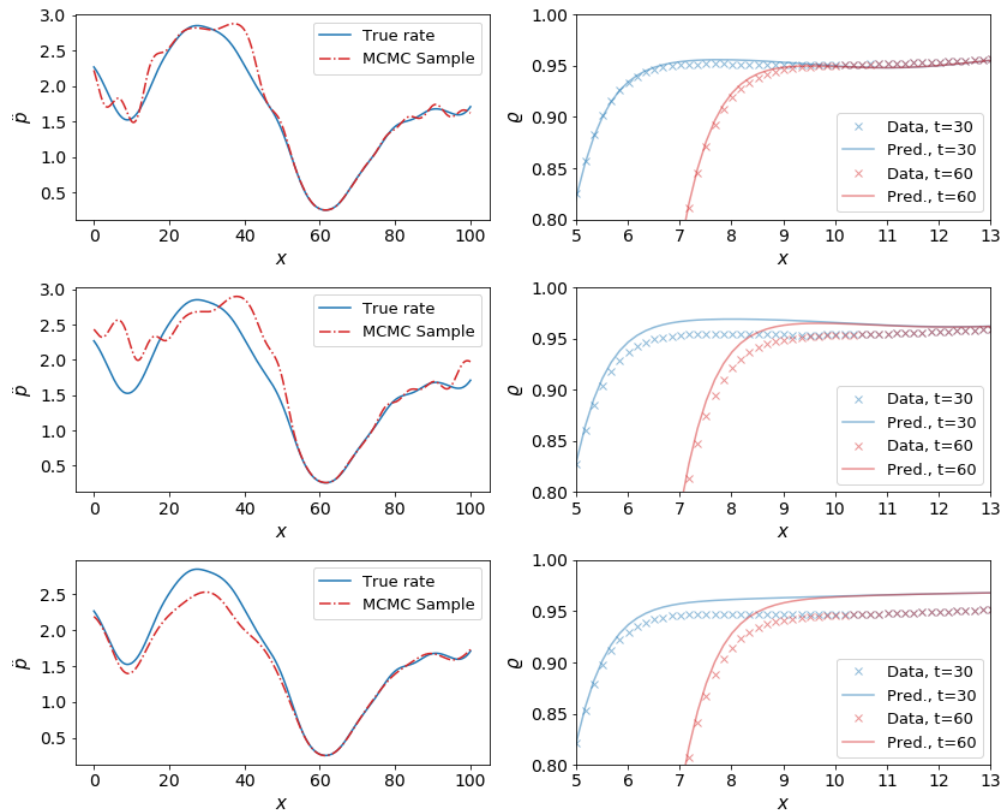 3.0
2.5
2.0
1.5
1.0
0.5
p̈
0 20 40 60 80 100
x
True rate
MCMC Sample
1.00
0.95
0.90
0.85
0.80
ϱ
5 6 7 8 9 10 11 12 13
x
Data, t=30
Pred., t=30
Data, t=60
Pred., t=60
3.0
2.5
2.0
1.5
1.0
0.5
p̈
0 20 40 60 80 100
x
True rate
MCMC Sample
1.00
0.95
0.90
0.85
0.80
ϱ
5 6 7 8 9 10 11 12 13
x
Data, t=30
Pred., t=30
Data, t=60
Pred., t=60
2.5
2.0
1.5
1.0
0.5
p̈
0 20 40 60 80 100
x
True rate
MCMC Sample
1.00
0.95
0.90
0.85
0.80
ϱ
5 6 7 8 9 10 11 12 13
x
Data, t=30
Pred., t=30
Data, t=60
Pred., t=60